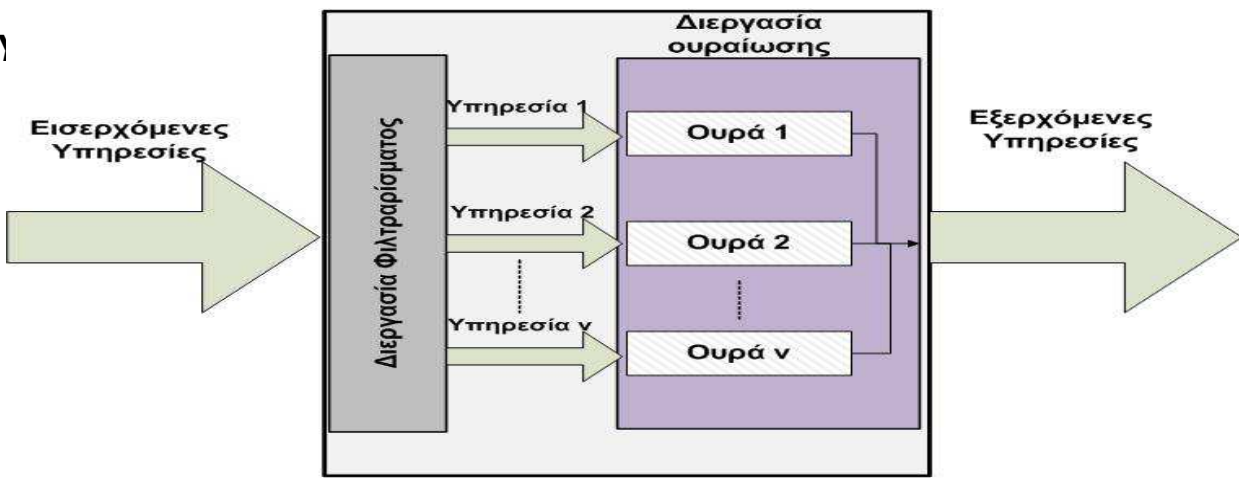 Διεργασία
ουραίωσης
Εισερχόμενες
Υπηρεσίες
Διεργασία Φιλτραρίσματος
Υπηρεσία 1
Ουρά 1
Υπηρεσία 2
Ουρά 2
Υπηρεσία ν
Ουρά ν
Εξερχόμενες
Υπηρεσίες